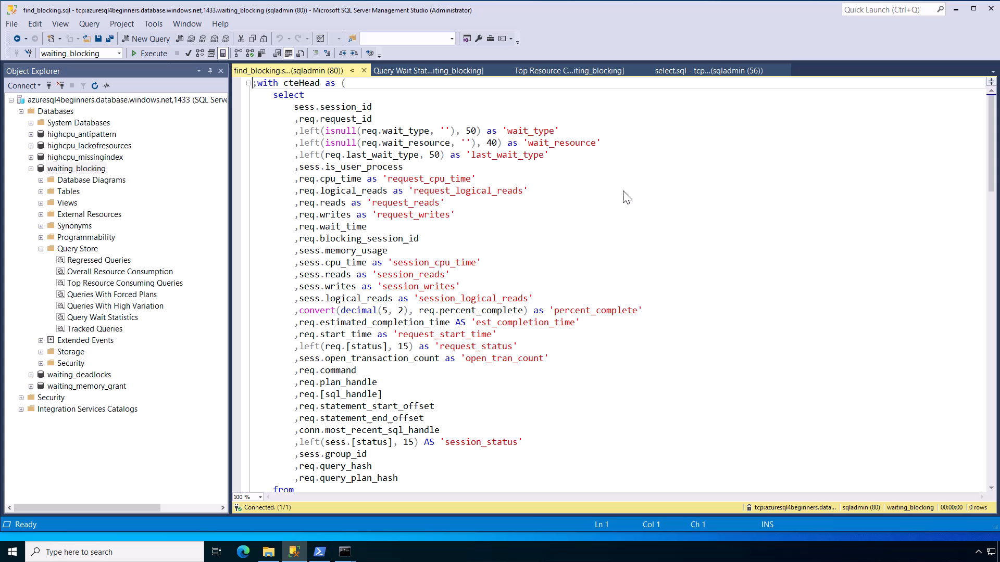 find_blocking.sql - tcp:azuresql4beginners.database.windows.net,1433.waiting_blocking (sqladmin (80)) - Microsoft SQL Server Management Studio (Administrator)
Quick Launch (Ctrl+Q)
File Edit View Query Project Tools Window Help
New Query
MDX DMX XMLA DAX
waiting_blocking
Execute
Object Explorer
Connect
azuresql4beginners.database.windows.net,1433 (SQL Serve
Databases
System Databases
highcpu_antipattern
highcpu_lackofresources
highcpu_missingindex
waiting_blocking
Database Diagrams
Tables
Views
External Resources
Synonyms
Programmability
Query Store
Regressed Queries
Overall Resource Consumption
Top Resource Consuming Queries
Queries With Forced Plans
Queries With High Variation
Query Wait Statistics
Tracked Queries
Extended Events
Storage
Security
waiting_deadlocks
waiting_memory_grant
Security
Integration Services Catalogs
find_blocking.s...(sqladmin (80)) Query Wait Stat...iting_blocking] Top Resource C...iting_blocking] select.sql - tcp...(sqladmin (56))
;with cteHead as (
select
sess.session_id
,req.request_id
,left(isnull(req.wait_type, ''), 50) as 'wait_type'
,left(isnull(req.wait_resource, ''), 40) as 'wait_resource'
,left(req.last_wait_type, 50) as 'last_wait_type'
,sess.is_user_process
,req.cpu_time as 'request_cpu_time'
,req.logical_reads as 'request_logical_reads'
,req.reads as 'request_reads'
,req.writes as 'request_writes'
,req.wait_time
,req.blocking_session_id
,sess.memory_usage
,sess.cpu_time as 'session_cpu_time'
,sess.reads as 'session_reads'
,sess.writes as 'session_writes'
,sess.logical_reads as 'session_logical_reads'
,convert(decimal(5, 2), req.percent_complete) as 'percent_complete'
,req.estimated_completion_time AS 'est_completion_time'
,req.start_time as 'request_start_time'
,left(req.[status], 15) as 'request_status'
,sess.open_transaction_count as 'open_tran_count'
,req.command
,req.plan_handle
,req.[sql_handle]
,req.statement_start_offset
,req.statement_end_offset
,conn.most_recent_sql_handle
,left(sess.[status], 15) AS 'session_status'
,sess.group_id
,req.query_hash
,req.query_plan_hash
from
100 %
Connected. (1/1)
tcp:azuresql4beginners.data... sqladmin (80) waiting_blocking 00:00:00 0 rows
Ready
Ln 1 Col 1 Ch 1 INS
Type here to search